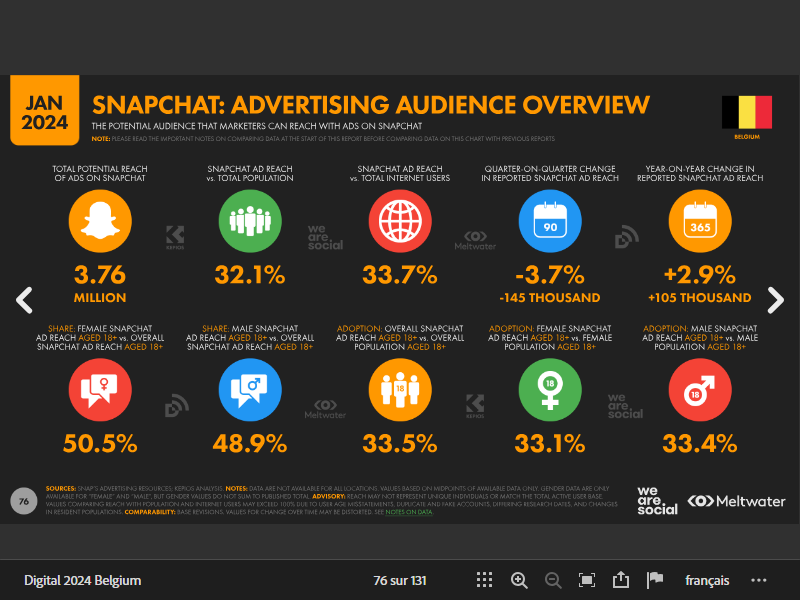 JAN
2024
SNAPCHAT: ADVERTISING AUDIENCE OVERVIEW
THE POTENTIAL AUDIENCE THAT MARKETERS CAN REACH WITH ADS ON SNAPCHAT
NOTE: PLEASE READ THE IMPORTANT NOTES ON COMPARING DATA AT THE START OF THIS REPORT BEFORE COMPARING DATA ON THIS CHART WITH PREVIOUS REPORTS
BELGIUM
TOTAL POTENTIAL REACH
OF ADS ON SNAPCHAT
3.76
MILLION
SNAPCHAT AD REACH
vs. TOTAL POPULATION
32.1%
SNAPCHAT AD REACH
vs. TOTAL INTERNET USERS
33.7%
QUARTER-ON-QUARTER CHANGE
IN REPORTED SNAPCHAT AD REACH
90
-3.7%
-145 THOUSAND
YEAR-ON-YEAR CHANGE IN
REPORTED SNAPCHAT AD REACH
365
+2.9%
+105 THOUSAND
KEPIOS
we
are.
social
Meltwater
SHARE: FEMALE SNAPCHAT
AD REACH AGED 18+ vs. OVERALL
SNAPCHAT AD REACH AGED 18+
50.5%
SHARE: MALE SNAPCHAT
AD REACH AGED 18+ vs. OVERALL
SNAPCHAT AD REACH AGED 18+
48.9%
ADOPTION: OVERALL SNAPCHAT
AD REACH AGED 18+ vs. OVERALL
POPULATION AGED 18+
18
33.5%
ADOPTION: FEMALE SNAPCHAT
AD REACH AGED 18+ vs. FEMALE
POPULATION AGED 18+
18
33.1%
ADOPTION: MALE SNAPCHAT
AD REACH AGED 18+ vs. MALE
POPULATION AGED 18+
18
33.4%
Meltwater
KEPIOS
we
are.
social
76
SOURCES: SNAP'S ADVERTISING RESOURCES; KEPIOS ANALYSIS. NOTES: DATA ARE NOT AVAILABLE FOR ALL LOCATIONS. VALUES BASED ON MIDPOINTS OF AVAILABLE DATA ONLY. GENDER DATA ARE ONLY
AVAILABLE FOR "FEMALE" AND "MALE", BUT GENDER VALUES DO NOT SUM TO PUBLISHED TOTAL. ADVISORY: REACH MAY NOT REPRESENT UNIQUE INDIVIDUALS OR MATCH THE TOTAL ACTIVE USER BASE.
VALUES COMPARING REACH WITH POPULATION AND INTERNET USERS MAY EXCEED 100% DUE TO USER AGE MISSTATEMENTS, DUPLICATE AND FAKE ACCOUNTS, DIFFERING RESEARCH DATES, AND CHANGES
IN RESIDENT POPULATIONS. COMPARABILITY: BASE REVISIONS. VALUES FOR CHANGE OVER TIME MAY BE DISTORTED. SEE NOTES ON DATA.
we
are.
social
Meltwater
Digital 2024 Belgium
76 sur 131
français